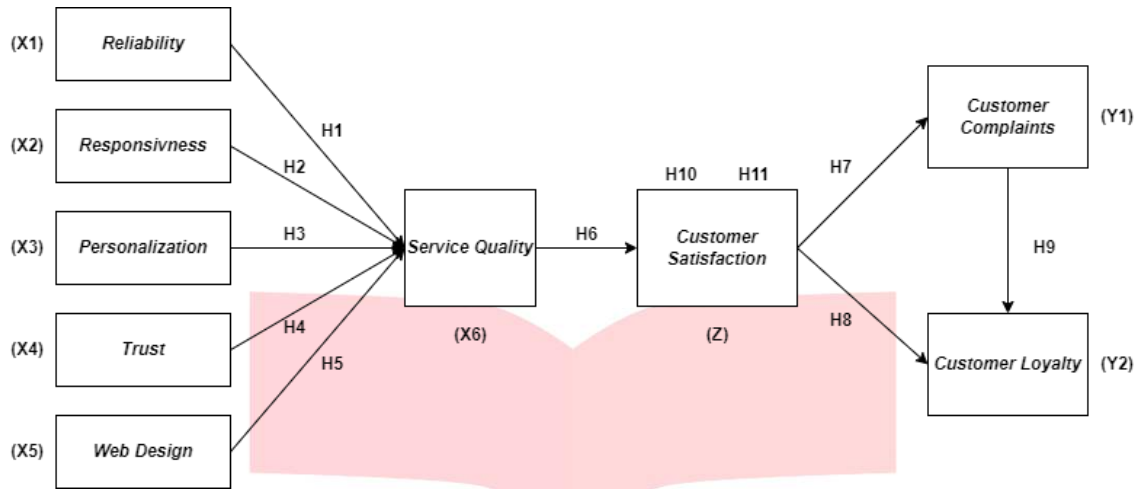 (X1)
Reliability
(X2)
Responsivness
(X3)
Personalization
(X4)
Trust
(X5)
Web Design
H1
H2
H3
H4
H5
Service Quality
(X6)
H6
H10
H11
Customer
Satisfaction
(Z)
H7
H8
Customer
Complaints
(Y1)
H9
Customer Loyalty
(Y2)